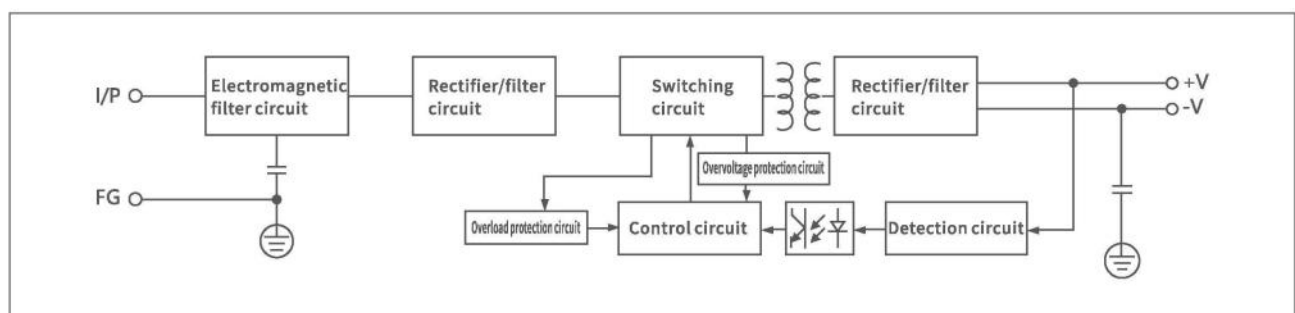 I/P
Electromagnetic
filter circuit
Rectifier/filter
circuit
Switching
circuit
Rectifier/filter
circuit
+V
-V
Overvoltage protection circuit
FG
Overload protection circuit
Control circuit
Detection circuit